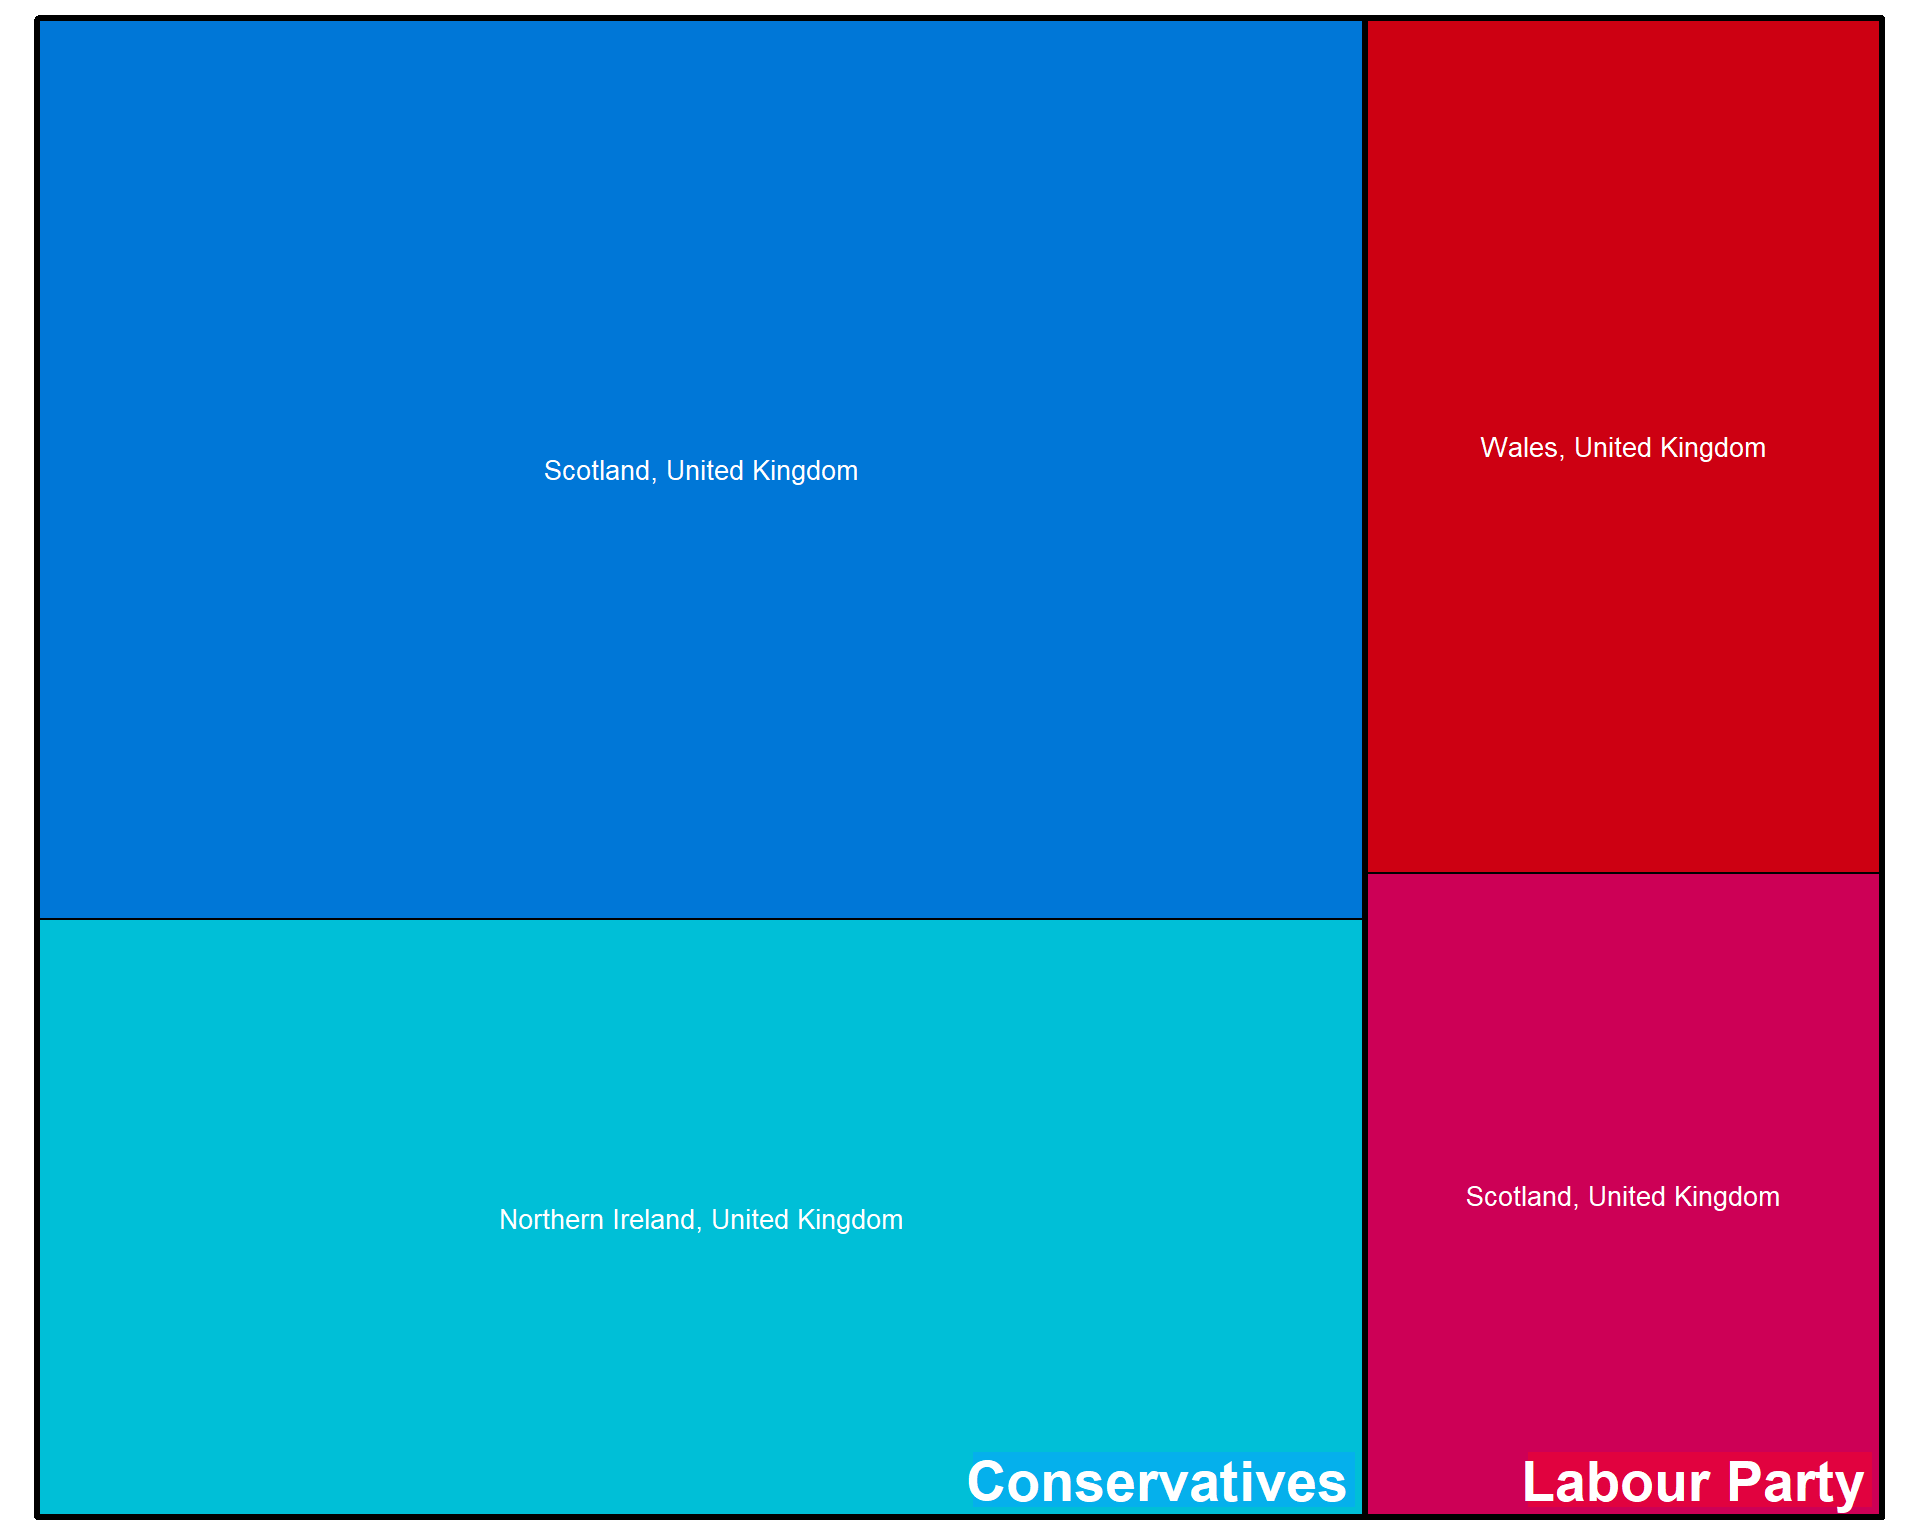 Scotland, United Kingdom
Northern Ireland, United Kingdom
Conservatives
Wales, United Kingdom
Scotland, United Kingdom
Labour Party